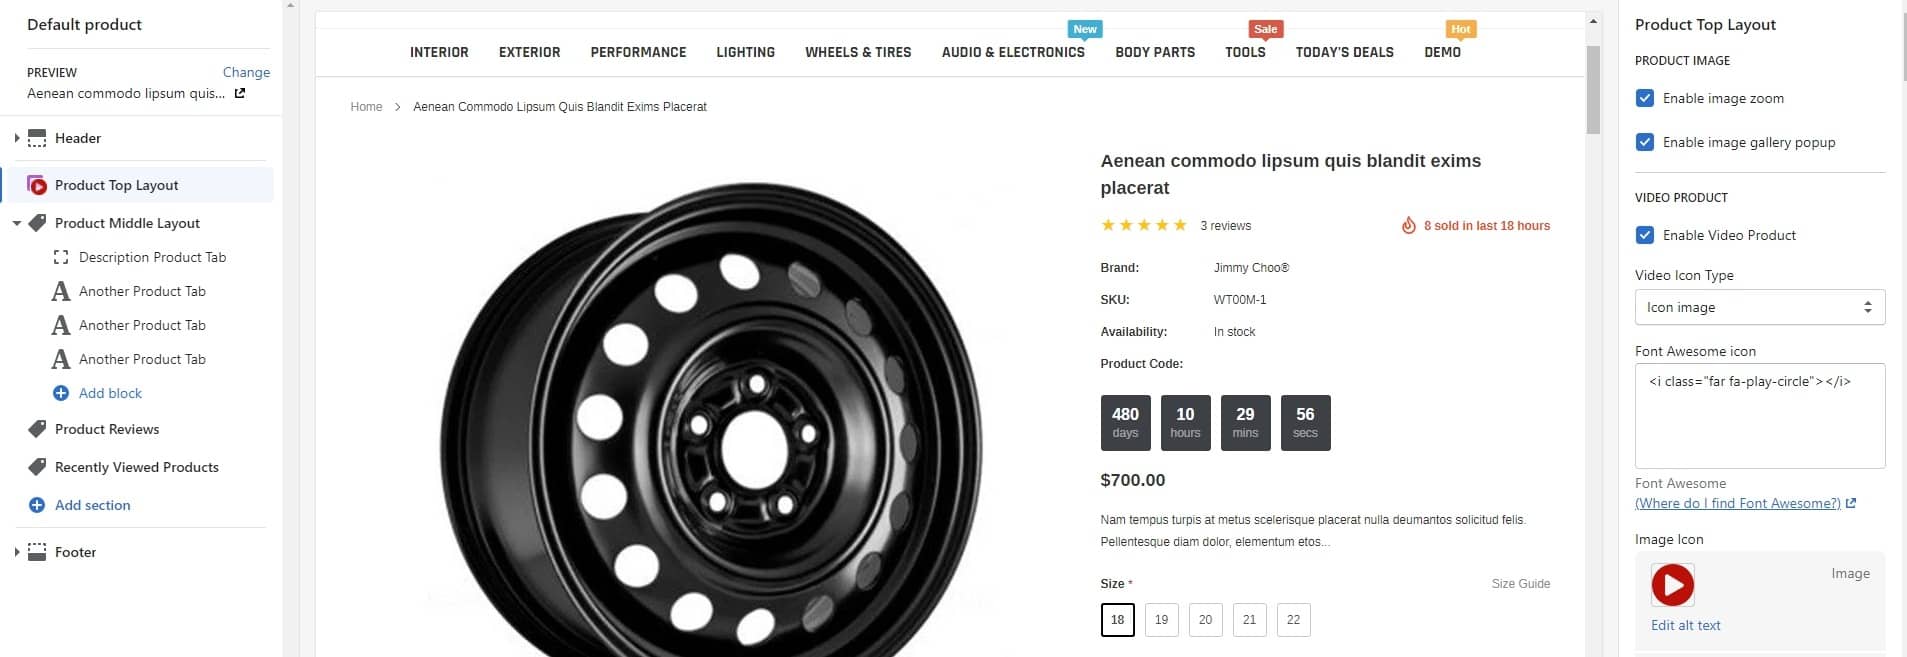 Default product
PREVIEW
Change
Aenean commodo lipsum quis...
Header
Product Top Layout
Product Middle Layout
Description Product Tab
A Another Product Tab
A Another Product Tab
A Another Product Tab
Add block
Product Reviews
Recently Viewed Products
Add section
Footer
New
Sale
Hot
INTERIOR EXTERIOR PERFORMANCE LIGHTING WHEELS & TIRES AUDIO & ELECTRONICS BODY PARTS TOOLS TODAY'S DEALS DEMO
Home > Aenean Commodo Lipsum Quis Blandit Exims Placerat
Aenean commodo lipsum quis blandit exims
placerat
3 reviews
8 sold in last 18 hours
Brand: Jimmy Choo®
SKU: WT00M-1
Availability: In stock
Product Code:
480 10 29 56
days hours mins secs
$700.00
Nam tempus turpis at metus scelerisque placerat nulla deumantos solicitud felis.
Pellentesque diam dolor, elementum etos...
Size * Size Guide
18 19 20 21 22
Product Top Layout
PRODUCT IMAGE
Enable image zoom
Enable image gallery popup
VIDEO PRODUCT
Enable Video Product
Video Icon Type
Icon image
Font Awesome icon
<i class="far fa-play-circle"></i>
Font Awesome
(Where do I find Font Awesome?)
Image Icon
Image
Edit alt text